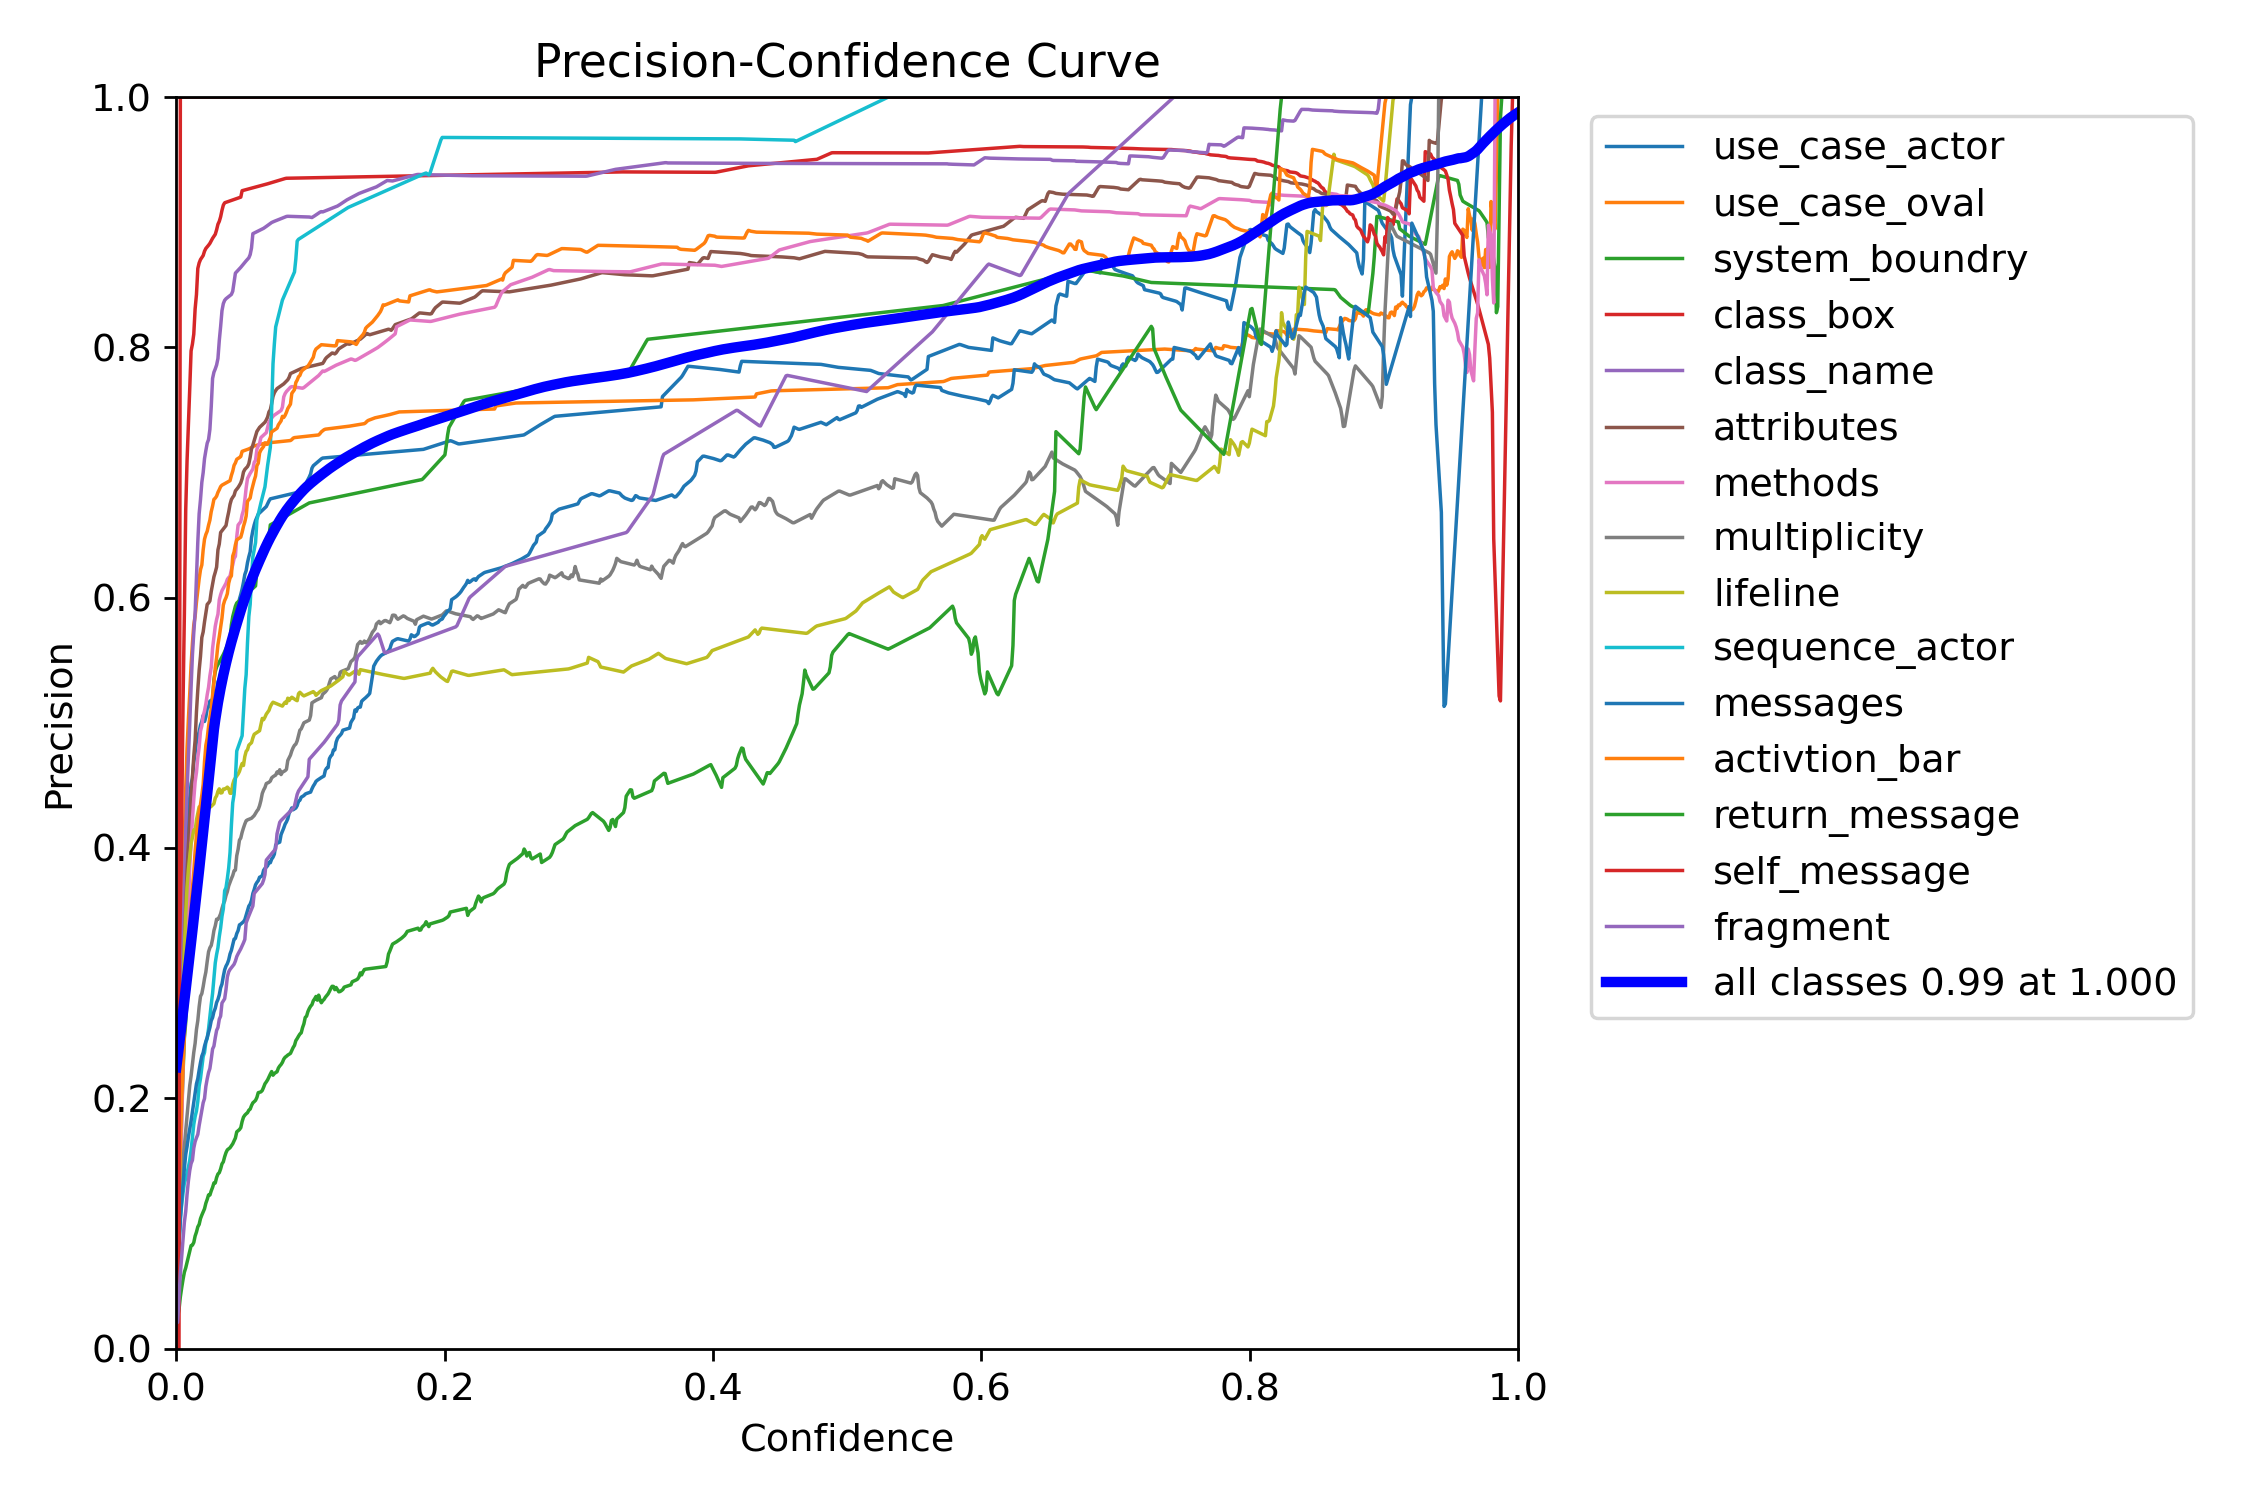 Precision-Confidence Curve
1.0
0.8
0.6
0.4
0.2
0.0
Precision
0.0 0.2 0.4 0.6 0.8 1.0
Confidence
use_case_actor
use_case_oval
system_boundry
class_box
class_name
attributes
methods
multiplicity
lifeline
sequence_actor
messages
activtion_bar
return_message
self_message
fragment
all classes 0.99 at 1.000